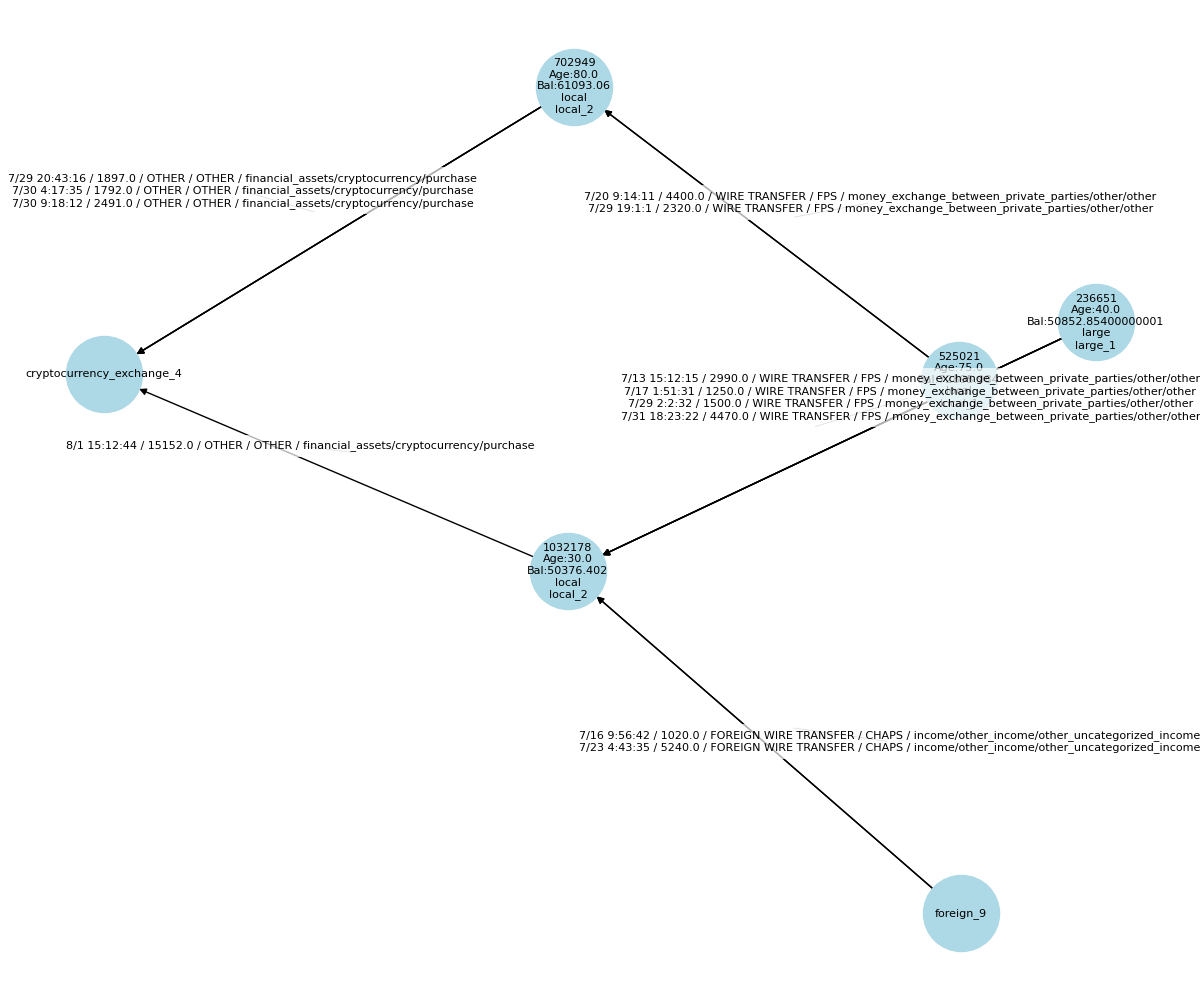 702949
Age:80.0
Bal:61093.06
local
local_2
7/29 20:43:16 / 1897.0 / OTHER / OTHER / financial_assets/cryptocurrency/purchase
7/30 4:17:35 / 1792.0 / OTHER / OTHER / financial_assets/cryptocurrency/purchase
7/30 9:18:12 / 2491.0 / OTHER / OTHER / financial_assets/cryptocurrency/purchase
7/20 9:14:11 / 4400.0 / WIRE TRANSFER / FPS / money_exchange_between_private_parties/other/other
7/29 19:1:1 / 2320.0 / WIRE TRANSFER / FPS / money_exchange_between_private_parties/other/other
236651
Age:40.0
Bal:50852.85400000001
large
large_1
525021
Age:75.0
cryptocurrency_exchange_4
7/13 15:12:15 / 2990.0 / WIRE TRANSFER / FPS / money_exchange_between_private_parties/other/other
7/17 1:51:31 / 1250.0 / WIRE TRANSFER / FPS / money_exchange_between_private_parties/other/other
7/29 2:2:32 / 1500.0 / WIRE TRANSFER / FPS / money_exchange_between_private_parties/other/other
7/31 18:23:22 / 4470.0 / WIRE TRANSFER / FPS / money_exchange_between_private_parties/other/other
8/1 15:12:44 / 15152.0 / OTHER / OTHER / financial_assets/cryptocurrency/purchase
1032178
Age:30.0
Bal:50376.402
local
local_2
7/16 9:56:42 / 1020.0 / FOREIGN WIRE TRANSFER / CHAPS / income/other_income/other_uncategorized_income
7/23 4:43:35 / 5240.0 / FOREIGN WIRE TRANSFER / CHAPS / income/other_income/other_uncategorized_income
foreign_9